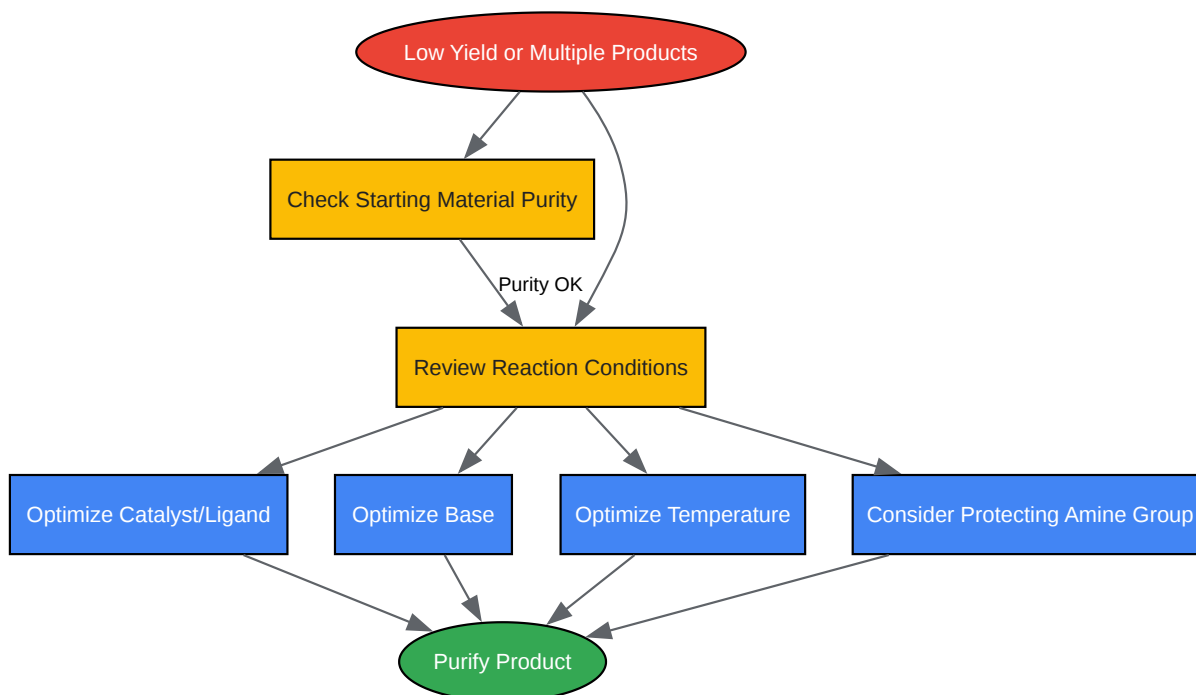 Low Yield or Multiple Products
Check Starting Material Purity
Purity OK
Review Reaction Conditions
Optimize Catalyst/Ligand
Optimize Base
Optimize Temperature
Consider Protecting Amine Group
Purify Product